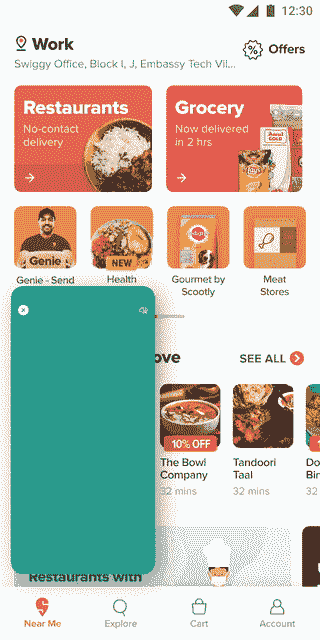 12:30
Work
Offers
Swiggy Office, Block I, J, Embassy Tech Vil...
Restaurants
No-contact
delivery
Grocery
Now delivered
in 2 hrs
Genie
NEW
Genie - Send
Health
Gourmet by
Scootly
Meat
Stores
ove
SEE ALL
10% OFF
1
The Bowl
Company
Tandoori
Taal
Do
Bir
32 mins
32 mins
32
Restaurants with
Near Me
Explore
Cart
Account